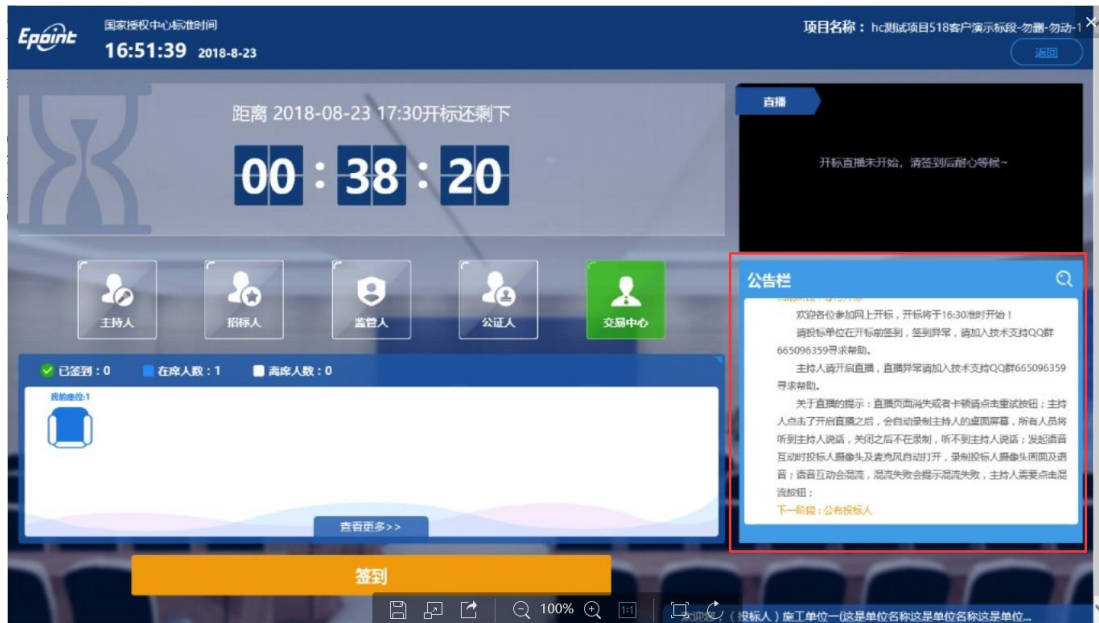 Epoint
国家授权中心标准时间
16:51:39 2018-8-23
项目名称：hc测试项目518客户演示标段-勿删-勿动-1
返回
距离 2018-08-23 17:30开标还剩下
00 : 38 : 20
直播
开标直播未开始，请签到后耐心等候~
主持人
招标人
监管人
公证人
交易中心
公告栏
欢迎各位参加网上开标，开标将于16:30准时开始！
请投标单位在开标前签到，签到异常，请加入技术支持QQ群
665096359寻求帮助。
主持人请开启直播，直播异常请加入技术支持QQ群665096359
寻求帮助。
关于直播的提示：直播页面消失或者卡顿请点击重试按钮；主持
人点击了开启直播之后，会自动录制主持人的桌面屏幕，所有人员将
听到主持人说话，关闭之后不在录制，听不到主持人说话；发起语音
互动时投标人摄像头及麦克风自动打开，录制投标人摄像头画面及语
音；语音互动会混流，混流失败会提示混流失败，主持人需要点击混
流按钮；
下一阶段：公布投标人
已签到：0 在席人数：1 离席人数：0
我的座位:1
查看更多>>
签到
100%
1:1
（投标人）施工单位一(这是单位名称这是单位名称这是单位...